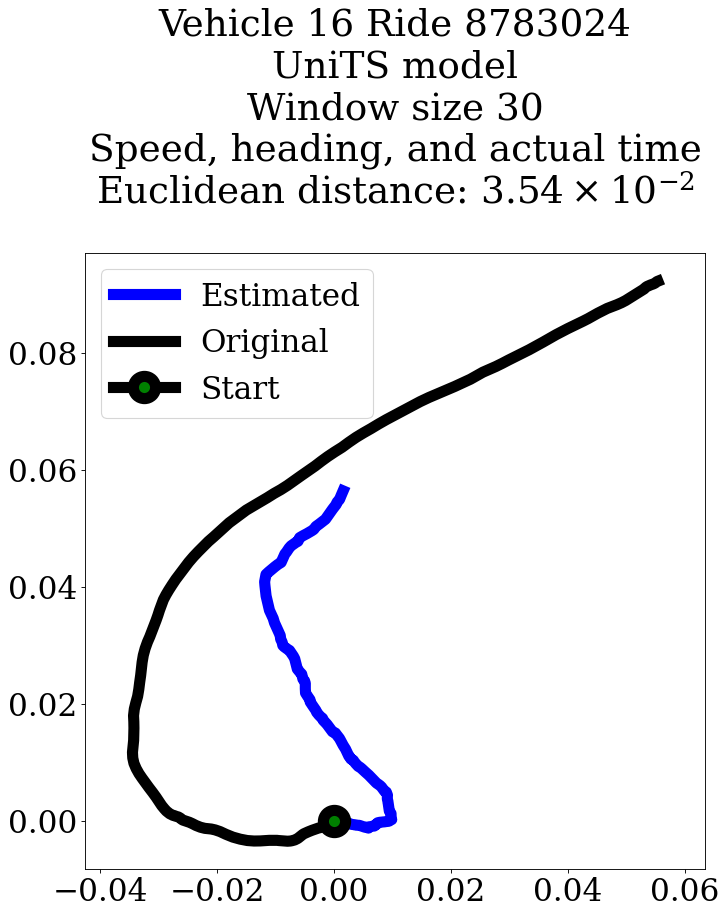 Vehicle 16 Ride 8783024
UniTS model
Window size 30
Speed, heading, and actual time
Euclidean distance: 3.54 × 10⁻²
Estimated
Original
Start
0.08
0.06
0.04
0.02
0.00
−0.04 −0.02 0.00 0.02 0.04 0.06